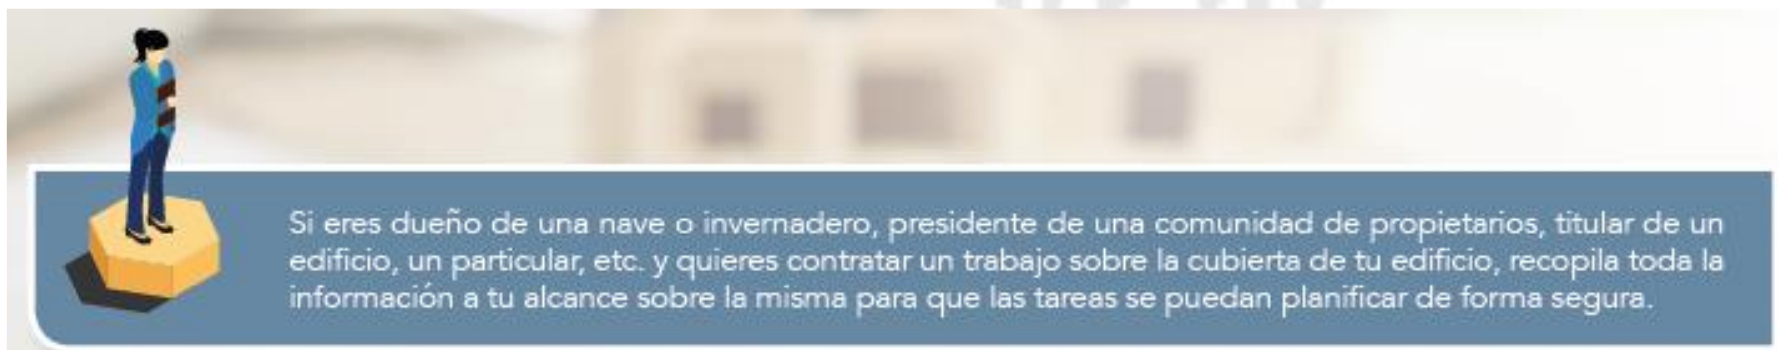 Si eres dueño de una nave o invernadero, presidente de una comunidad de propietarios, titular de un
edificio, un particular, etc. y quieres contratar un trabajo sobre la cubierta de tu edificio, recopila toda la
información a tu alcance sobre la misma para que las tareas se puedan planificar de forma segura.